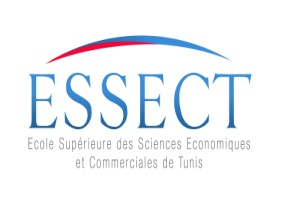 ESSECT
Ecole Supérieure des Sciences Economiques
et Commerciales de Tunis